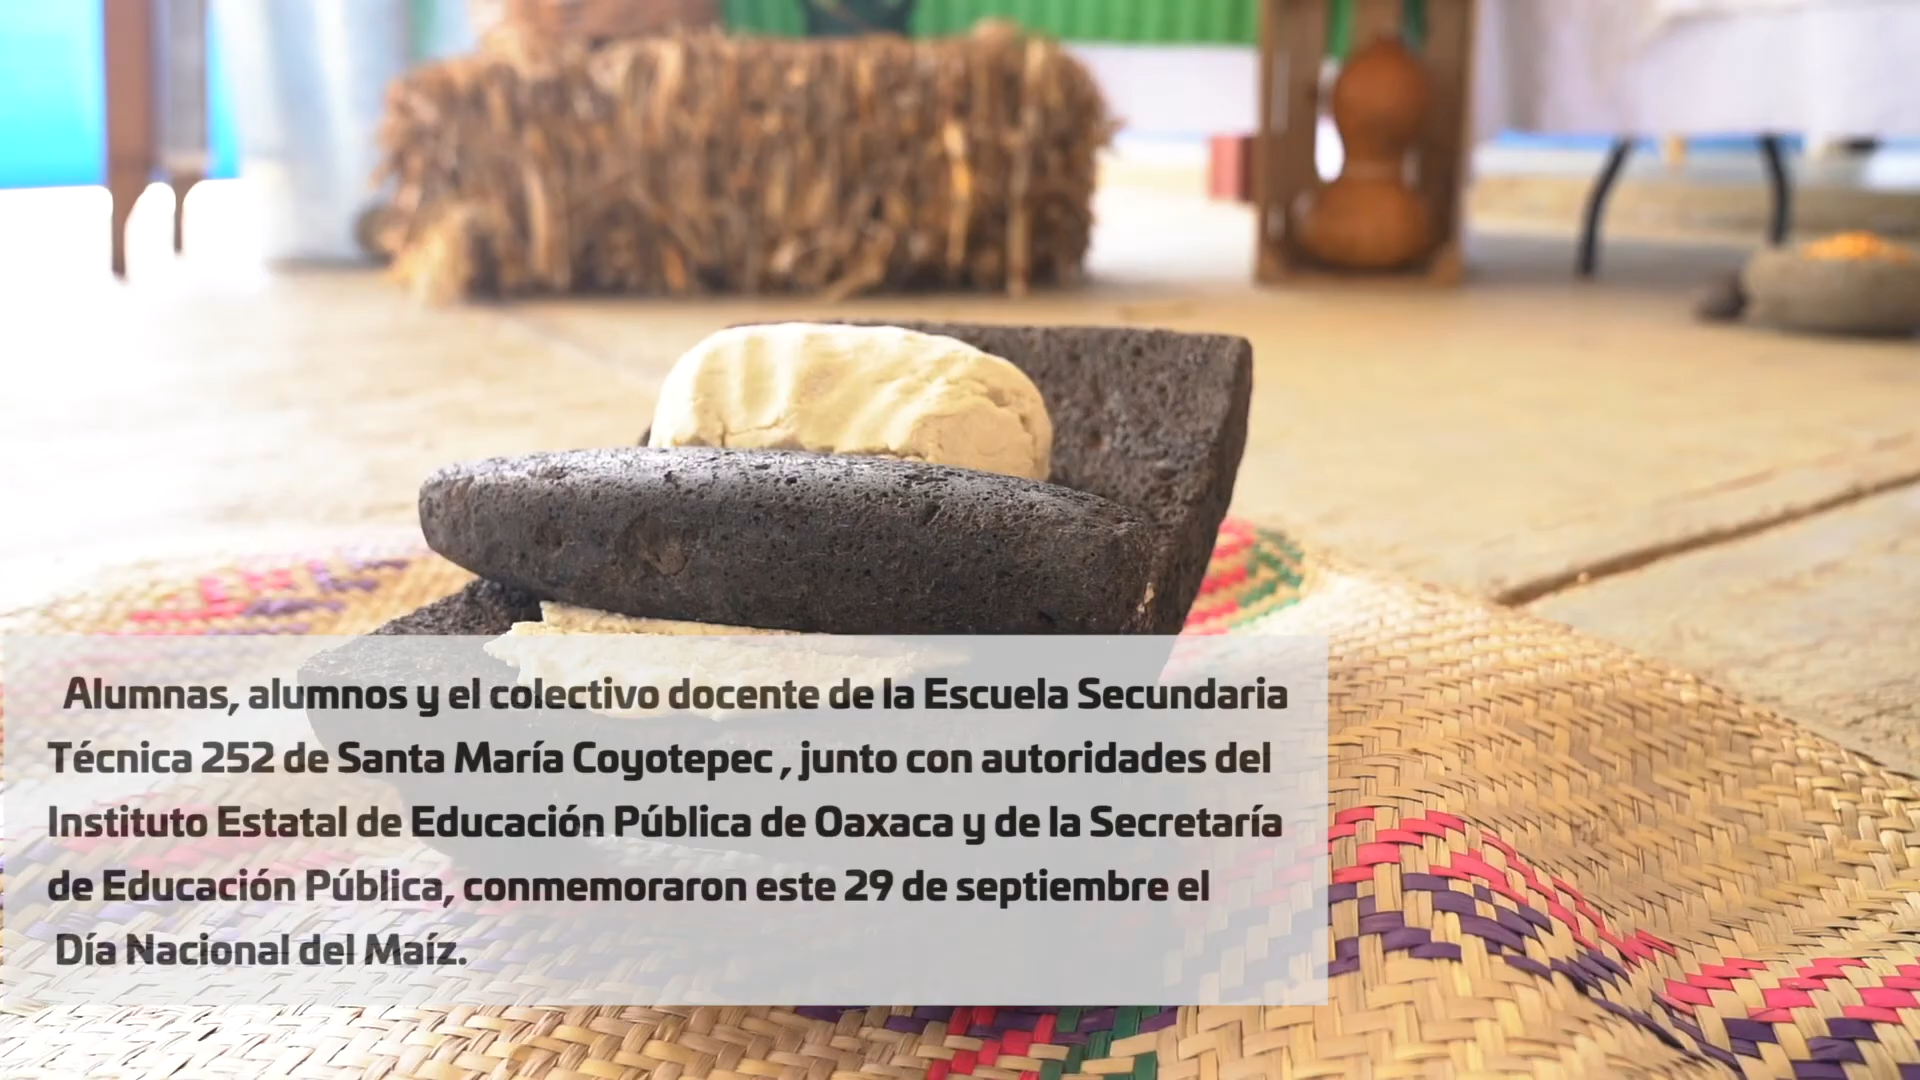 Alumnas, alumnos y el colectivo docente de la Escuela Secundaria
Técnica 252 de Santa María Coyotepec , junto con autoridades del
Instituto Estatal de Educación Pública de Oaxaca y de la Secretaría
de Educación Pública, conmemoraron este 29 de septiembre el
Día Nacional del Maíz.